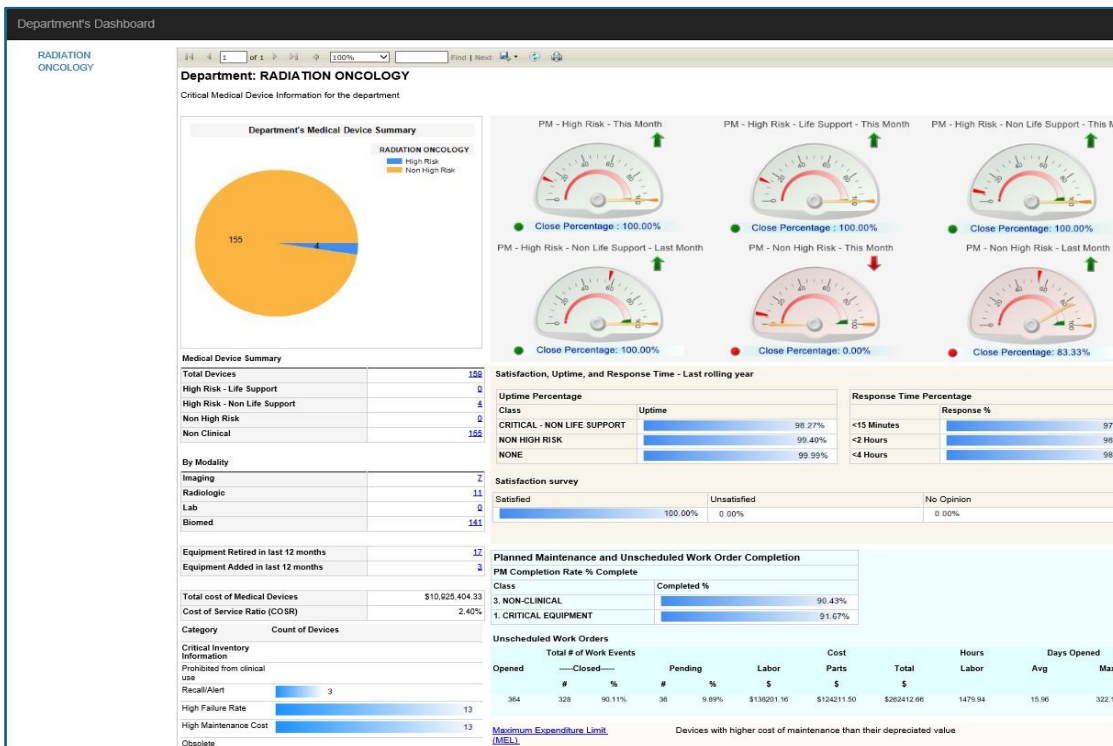 Department's Dashboard
RADIATION
ONCOLOGY
1 of 1 100% Find | Next
Department: RADIATION ONCOLOGY
Critical Medical Device Information for the department
Department's Medical Device Summary
RADIATION ONCOLOGY
High Risk
Non High Risk
155
4
PM - High Risk - This Month
PM - High Risk - Life Support - This Month
PM - High Risk - Non Life Support - This M
Close Percentage : 100.00%
Close Percentage : 100.00%
Close Percentage: 100.00%
PM - High Risk - Non Life Support - Last Month
PM - Non High Risk - This Month
PM - Non High Risk - Last Month
Close Percentage: 100.00%
Close Percentage: 0.00%
Close Percentage: 83.33%
Medical Device Summary
Total Devices 159
High Risk - Life Support 0
High Risk - Non Life Support 4
Non High Risk 0
Non Clinical 155
By Modality
Imaging 7
Radiologic 11
Lab 0
Biomed 141
Equipment Retired in last 12 months 17
Equipment Added in last 12 months 3
Total cost of Medical Devices $10,925,404.33
Cost of Service Ratio (COSR) 2.40%
Category Count of Devices
Critical Inventory
Information
Prohibited from clinical
use
Recall/Alert 3
High Failure Rate 13
High Maintenance Cost 13
Obsolete
Satisfaction, Uptime, and Response Time - Last rolling year
Uptime Percentage
Class Uptime
CRITICAL - NON LIFE SUPPORT 98.27%
NON HIGH RISK 99.40%
NONE 99.99%
Response Time Percentage
Response %
<15 Minutes 97
<2 Hours 98
<4 Hours 98
Satisfaction survey
Satisfied Unsatisfied No Opinion
100.00% 0.00% 0.00%
Planned Maintenance and Unscheduled Work Order Completion
PM Completion Rate % Complete
Class Completed %
3. NON-CLINICAL 90.43%
1. CRITICAL EQUIPMENT 91.67%
Unscheduled Work Orders
Total # of Work Events Cost Hours Days Opened
Opened -----Closed----- Pending Labor Parts Total Labor Avg Max
# % # % $ $ $
364 328 90.11% 36 9.89% $138201.16 $124211.50 $262412.66 1479.94 15.96 322.1
Maximum Expenditure Limit Devices with higher cost of maintenance than their depreciated value
(MEL)